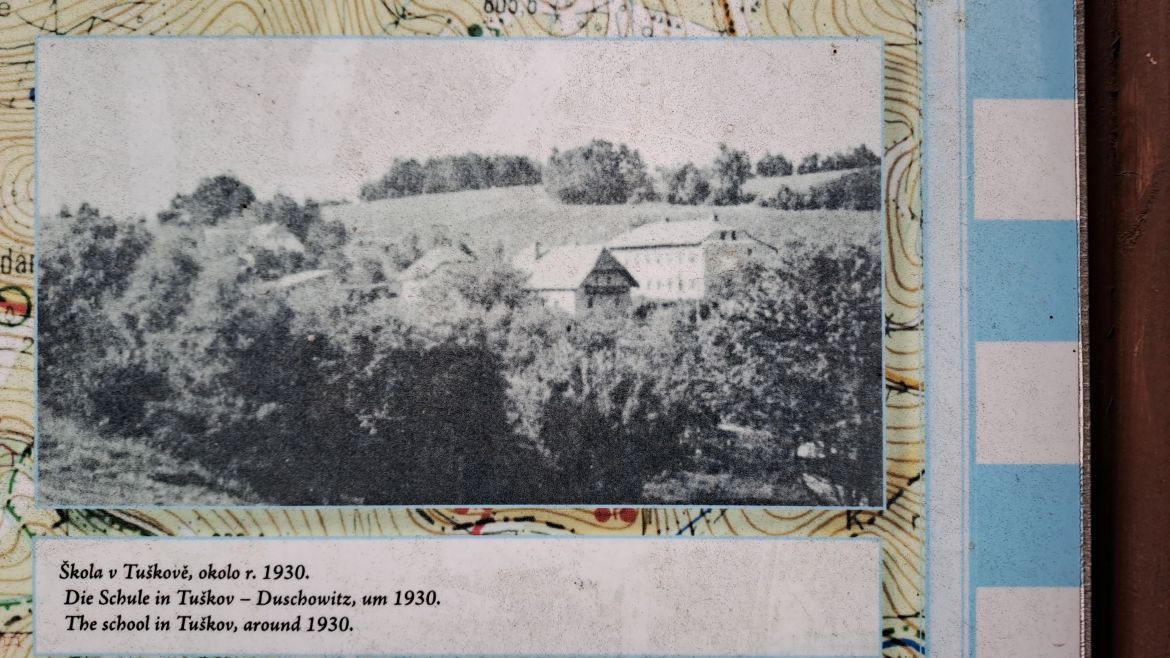 Škola v Tuškově, okolo r. 1930.
Die Schule in Tuškov – Duschowitz, um 1930.
The school in Tuškov, around 1930.